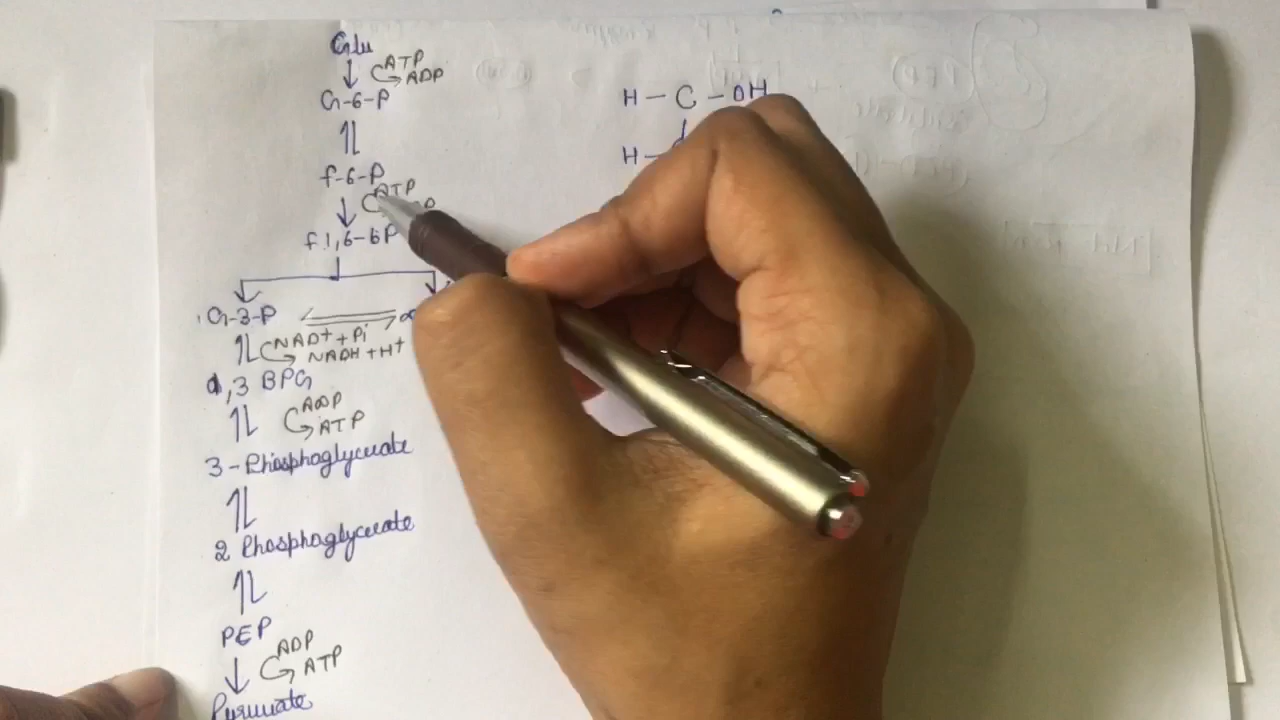 Glu
ATP
ADP
G-6-P
f-6-P
ATP
f1,6-bP
G-3-P
NAD+ + Pi
NADH + H+
1,3 BPG
ADP
ATP
3-Phosphoglycerate
2 Phosphoglycerate
PEP
ADP
ATP
Pyruvate
H - C - OH
H -